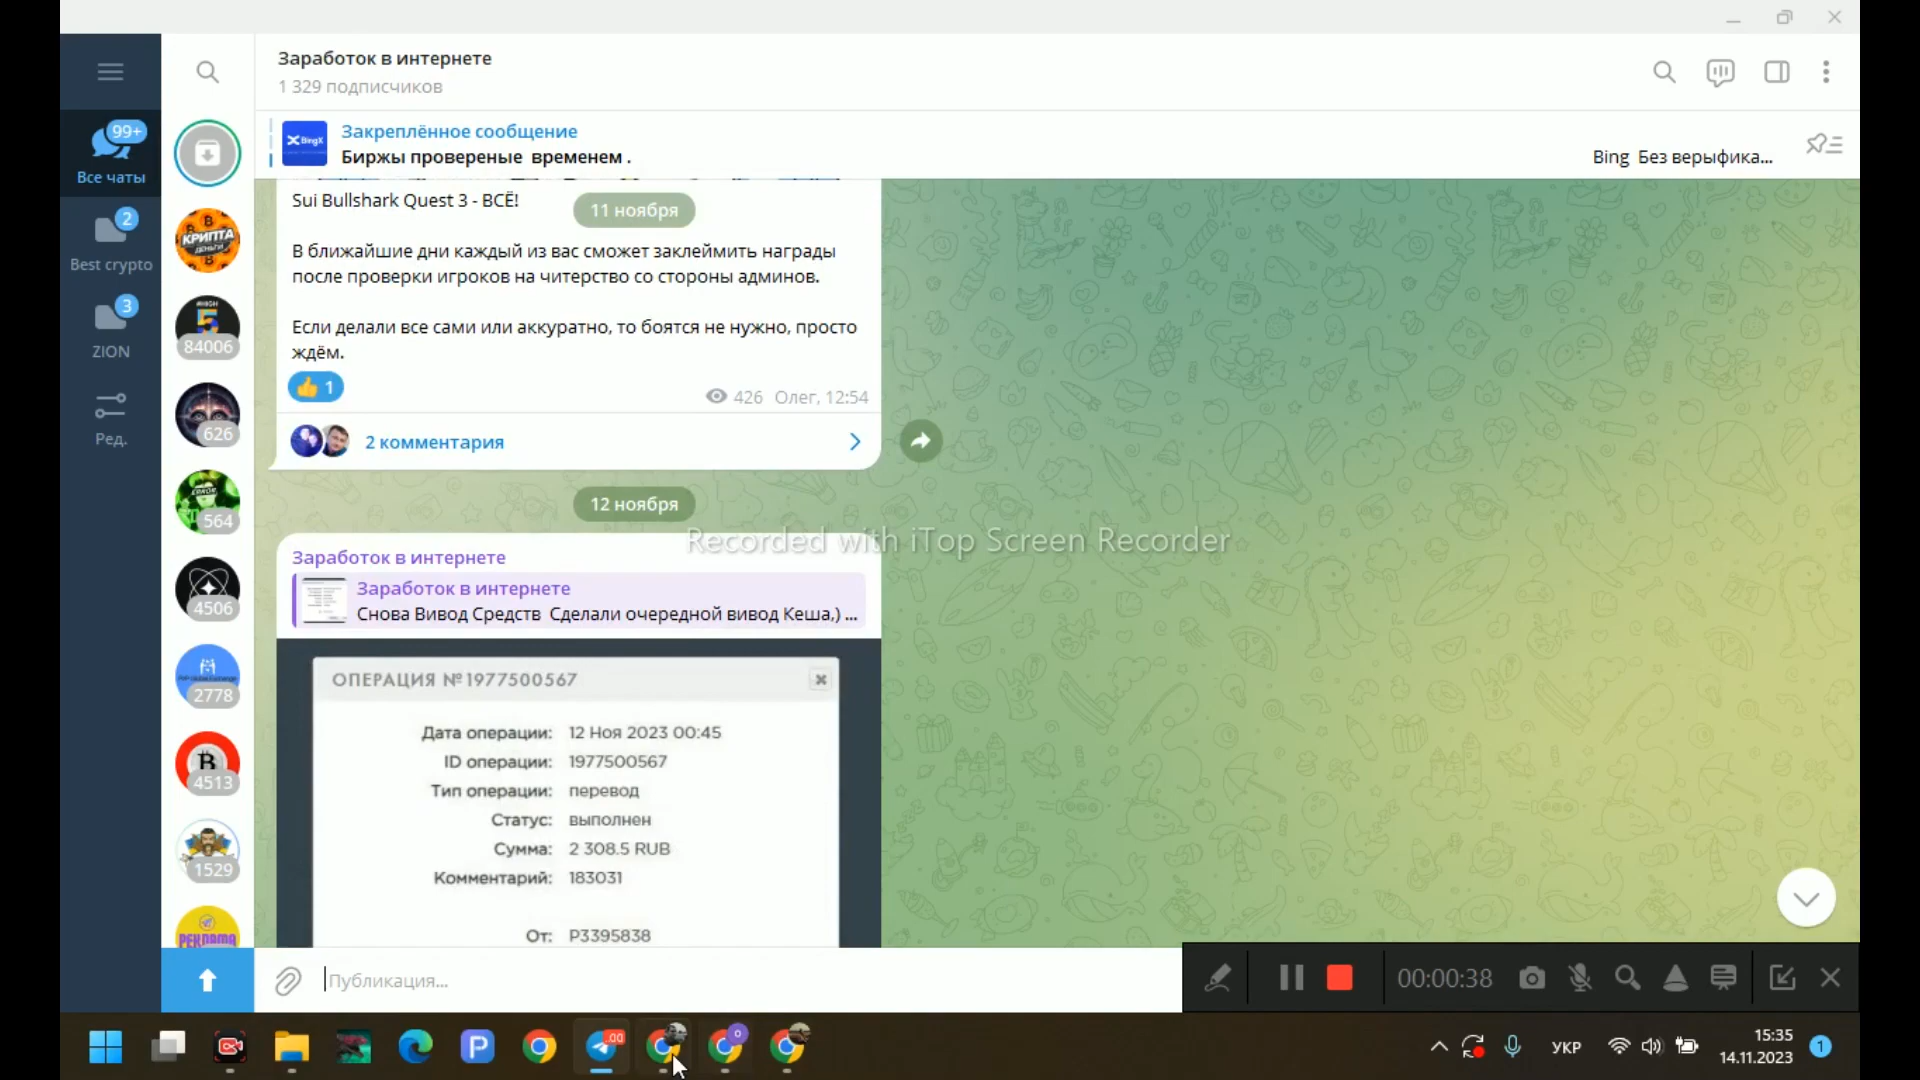 Заработок в интернете
1 329 подписчиков
99+
Все чаты
2
Best crypto
3
ZION
Ред.
КРИПТА
ДЕНЬГИ
84006
626
ERROR
564
4506
2778
4513
1529
РЕКЛАМА
BingX
Закреплённое сообщение
Биржы провереные временем .
Bing Без верыфика...
Sui Bullshark Quest 3 - ВСЁ!
11 ноября
В ближайшие дни каждый из вас сможет заклеймить награды
после проверки игроков на читерство со стороны админов.
Если делали все сами или аккуратно, то боятся не нужно, просто
ждём.
1
426 Олег, 12:54
2 комментария
12 ноября
Recorded with iTop Screen Recorder
Заработок в интернете
Заработок в интернете
Снова Вивод Средств Сделали очередной вивод Кеша,) ...
ОПЕРАЦИЯ №1977500567
Дата операции: 12 Ноя 2023 00:45
ID операции: 1977500567
Тип операции: перевод
Статус: выполнен
Сумма: 2 308.5 RUB
Комментарий: 183031
От: P3395838
Публикация...
00:00:38
УКР
15:35
14.11.2023
1